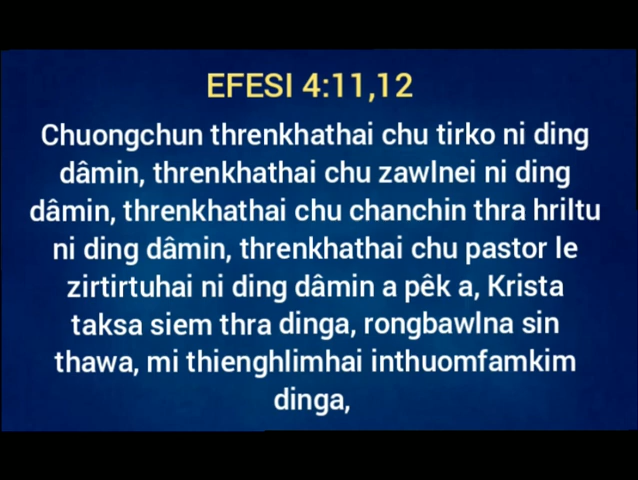 EFESI 4:11,12
Chuongchun threnkhathai chu tirko ni ding
dâmin, threnkhathai chu zawlnei ni ding
dâmin, threnkhathai chu chanchin thra hriltu
ni ding dâmin, threnkhathai chu pastor le
zirtirtuhai ni ding dâmin a pêk a, Krista
taksa siem thra dinga, rongbawlna sin
thawa, mi thienghlimhai inthuomfamkim
dinga,